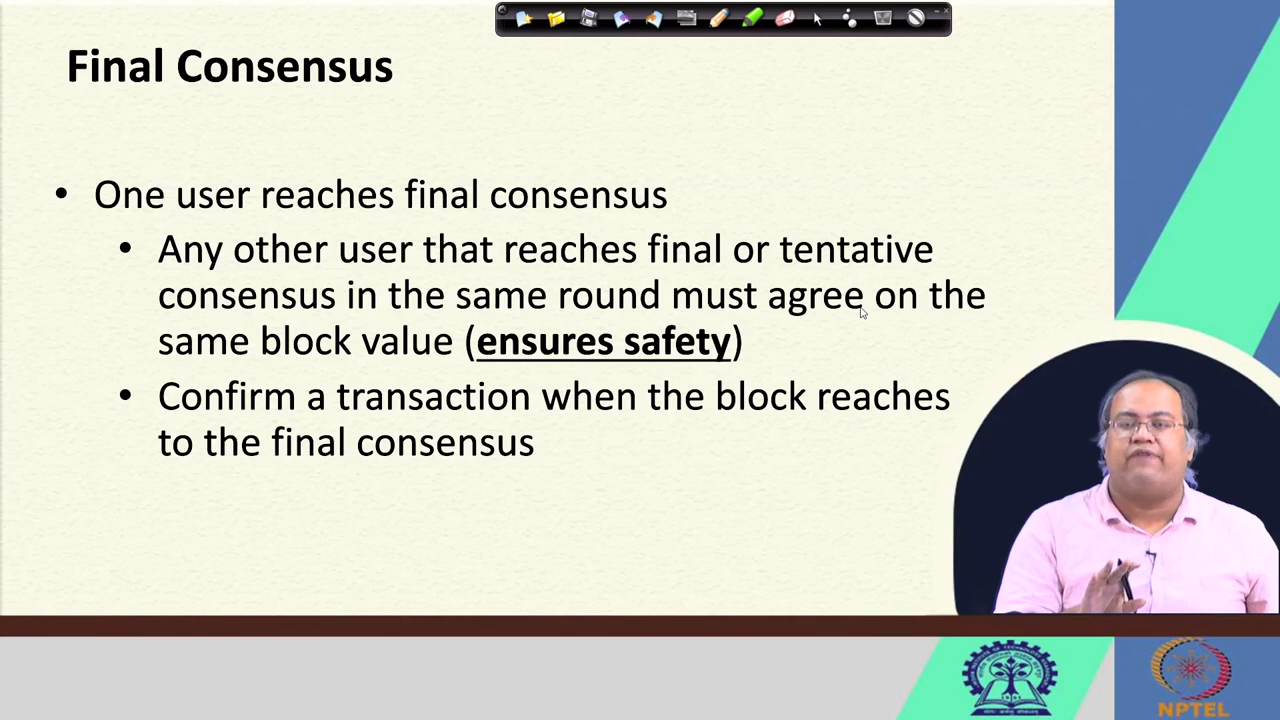 Final Consensus
• One user reaches final consensus
• Any other user that reaches final or tentative
consensus in the same round must agree on the
same block value (ensures safety)
• Confirm a transaction when the block reaches
to the final consensus
NPTEL